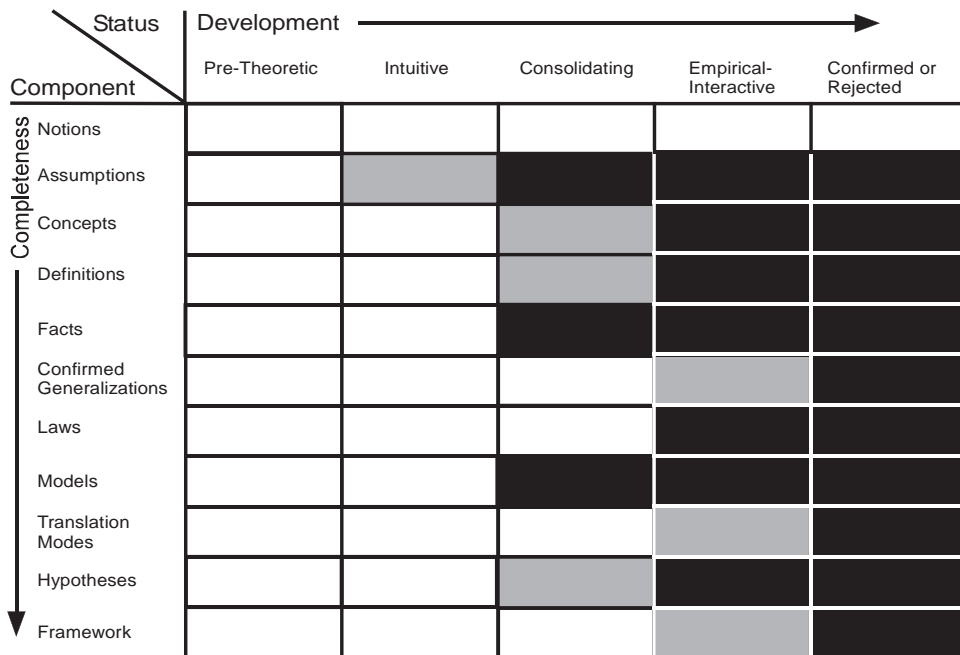 Status
Development
Component
Pre-Theoretic
Intuitive
Consolidating
Empirical-
Interactive
Confirmed or
Rejected
Completeness
Notions
Assumptions
Concepts
Definitions
Facts
Confirmed
Generalizations
Laws
Models
Translation
Modes
Hypotheses
Framework